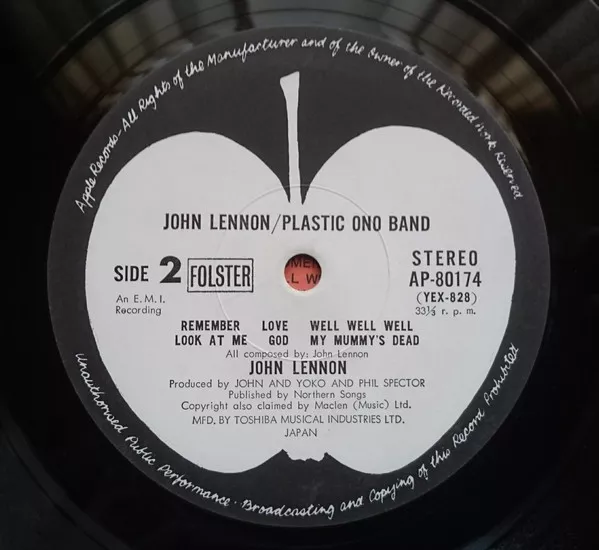 Apple Records-All Rights of the Manufacturer and of the Owner of the Recorded Work Reserved
JOHN LENNON/PLASTIC ONO BAND
SIDE 2 FOLSTER
An E. M. I.
Recording
STEREO
AP-80174
(YEX-828)
33⅓ r. p. m.
REMEMBER LOVE WELL WELL WELL
LOOK AT ME GOD MY MUMMY'S DEAD
All composed by: John Lennon
JOHN LENNON
Produced by JOHN AND YOKO AND PHIL SPECTOR
Published by Northern Songs
Copyright also claimed by Maclen (Music) Ltd.
MFD. BY TOSHIBA MUSICAL INDUSTRIES LTD.
JAPAN
Unauthorised Public Performance · Broadcasting and Copying of this Record Prohibited